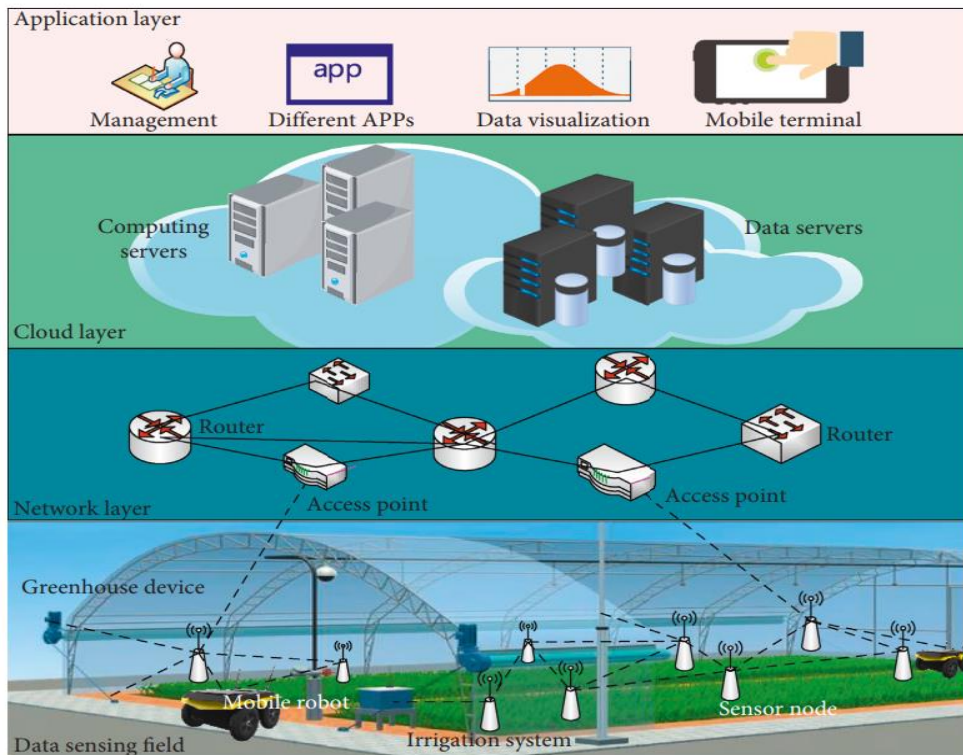 Application layer
app
Management
Different APPs
Data visualization
Mobile terminal
Computing
servers
Data servers
Cloud layer
Router
Router
Access point
Access point
Network layer
Greenhouse device
Mobile robot
Sensor node
Irrigation system
Data sensing field